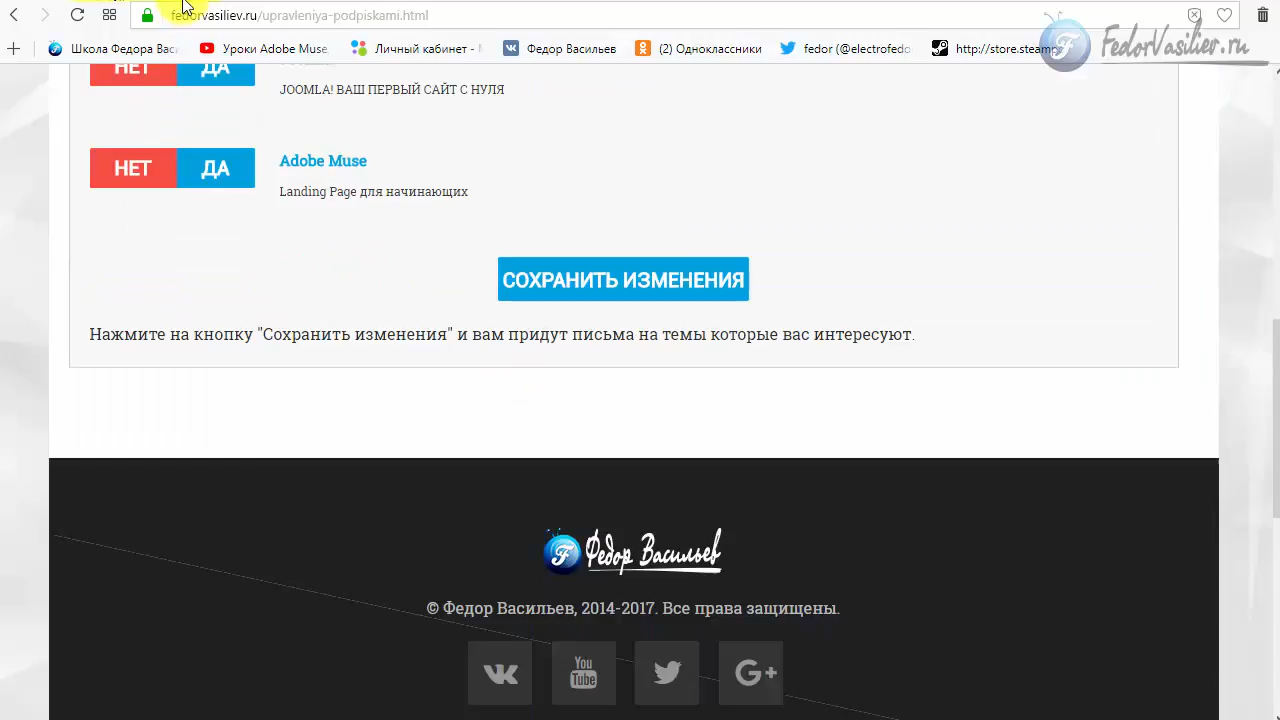 fedorvasiliev.ru/upravleniya-podpiskami.html
Школа Федора Вас
Уроки Adobe Muse.
Личный кабинет -
Федор Васильев
(2) Одноклассники
fedor (@electrofedo
http://store.steamp
FedorVasiliev.ru
НЕТ ДА
JOOMLA! ВАШ ПЕРВЫЙ САЙТ С НУЛЯ
НЕТ ДА
Adobe Muse
Landing Page для начинающих
СОХРАНИТЬ ИЗМЕНЕНИЯ
Нажмите на кнопку "Сохранить изменения" и вам придут письма на темы которые вас интересуют.
Федор Васильев
© Федор Васильев, 2014-2017. Все права защищены.
You
Tube
G+